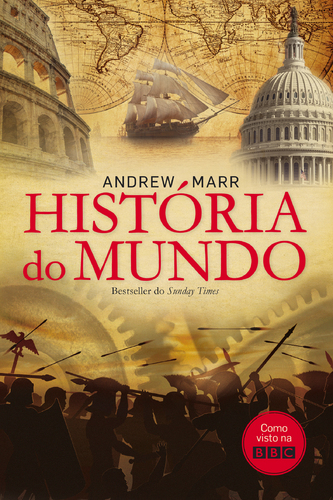 ANDREW MARR
HISTÓRIA
do MUNDO
Bestseller do Sunday Times
Como
visto na
BBC